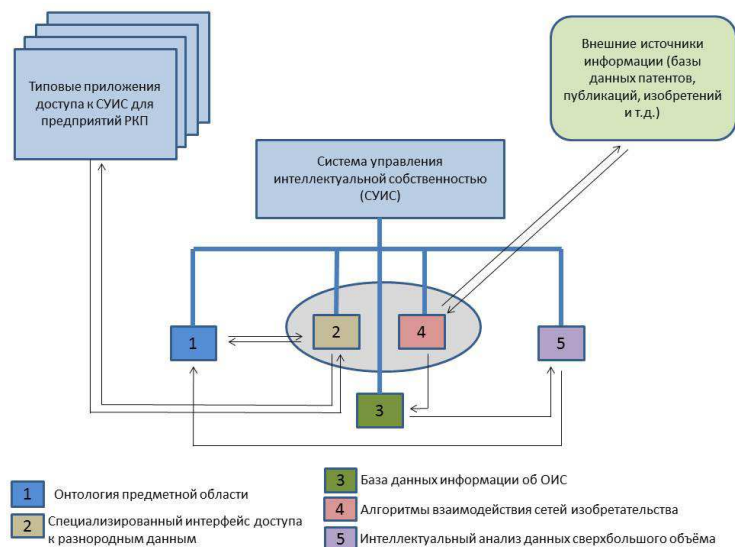 Типовые приложения
доступа к СУИС для
предприятий РКП
Внешние источники
информации (базы
данных патентов,
публикаций, изобретений
и т.д.)
Система управления
интеллектуальной собственностью
(СУИС)
1
2
4
5
3
1 Онтология предметной области
2 Специализированный интерфейс доступа
к разнородным данным
3 База данных информации об ОИС
4 Алгоритмы взаимодействия сетей изобретательства
5 Интеллектуальный анализ данных сверхбольшого объёма